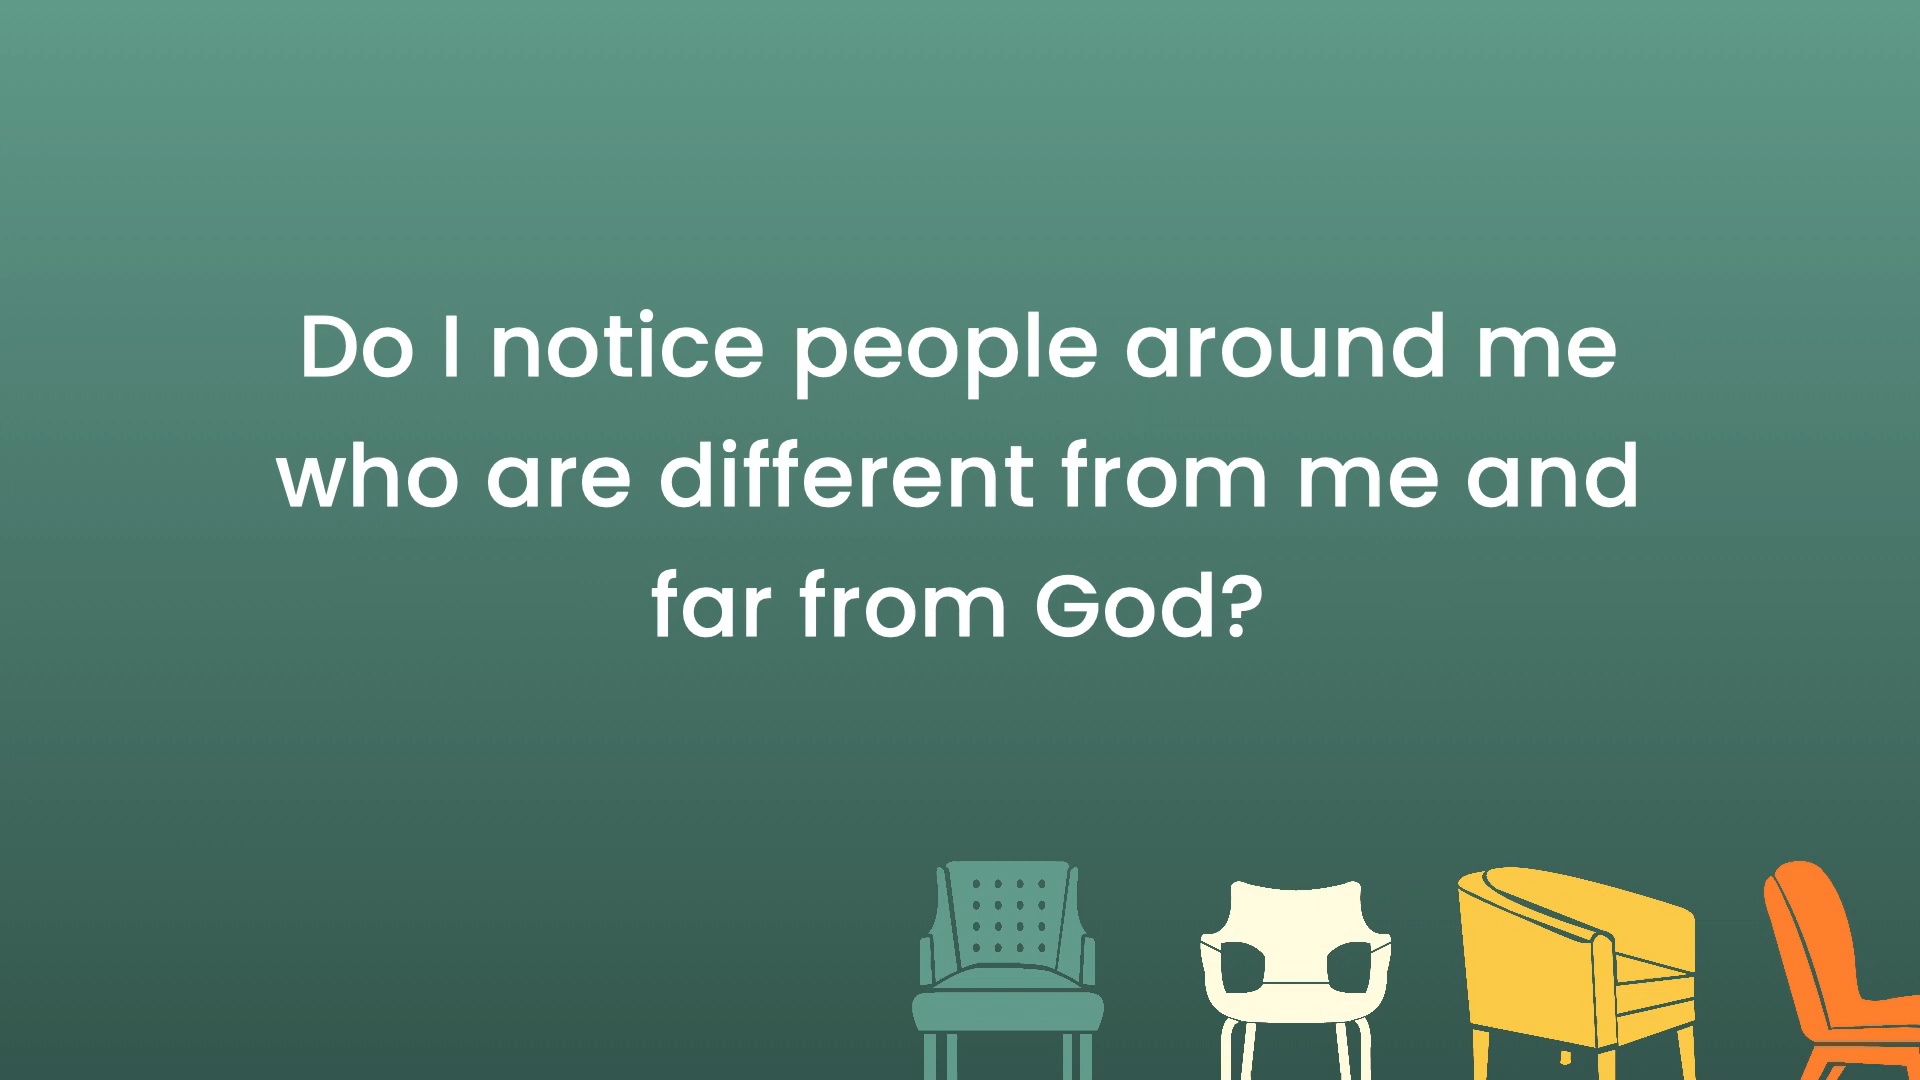 Do I notice people around me
who are different from me and
far from God?